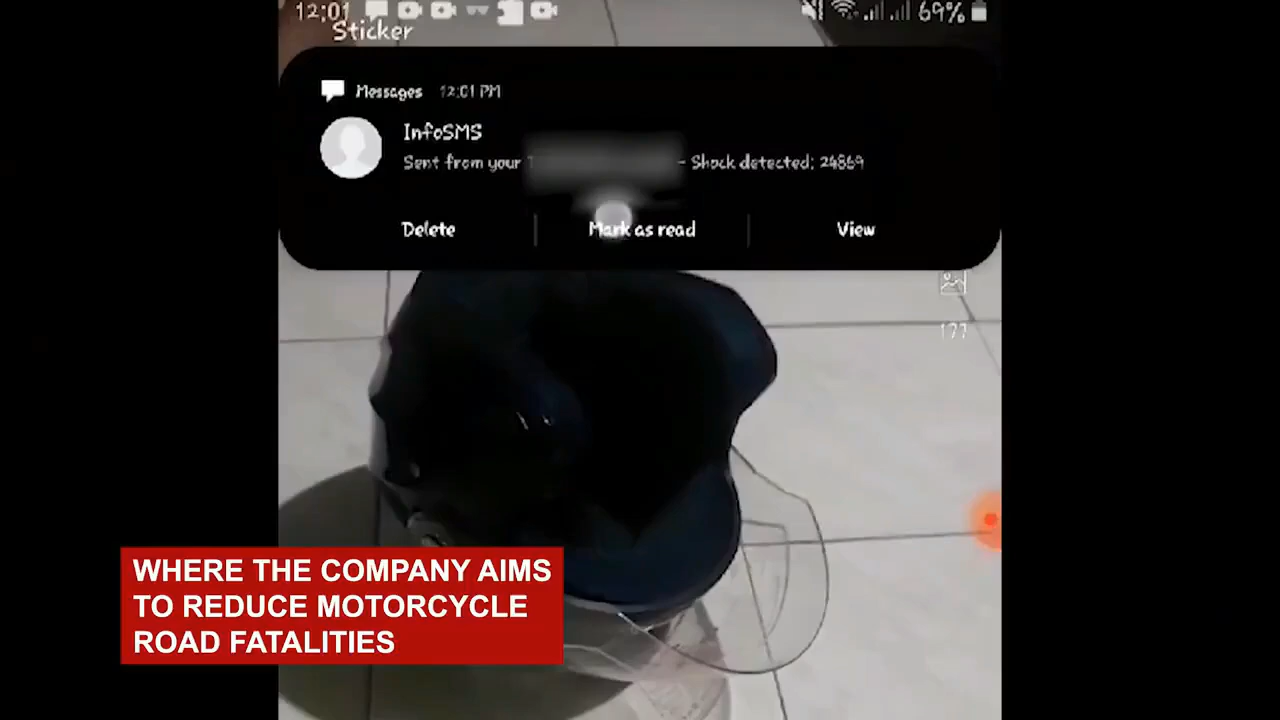 12:01
69%
Sticker
Messages 12:01 PM
InfoSMS
Sent from your - Shock detected: 24869
Delete
Mark as read
View
177
WHERE THE COMPANY AIMS
TO REDUCE MOTORCYCLE
ROAD FATALITIES